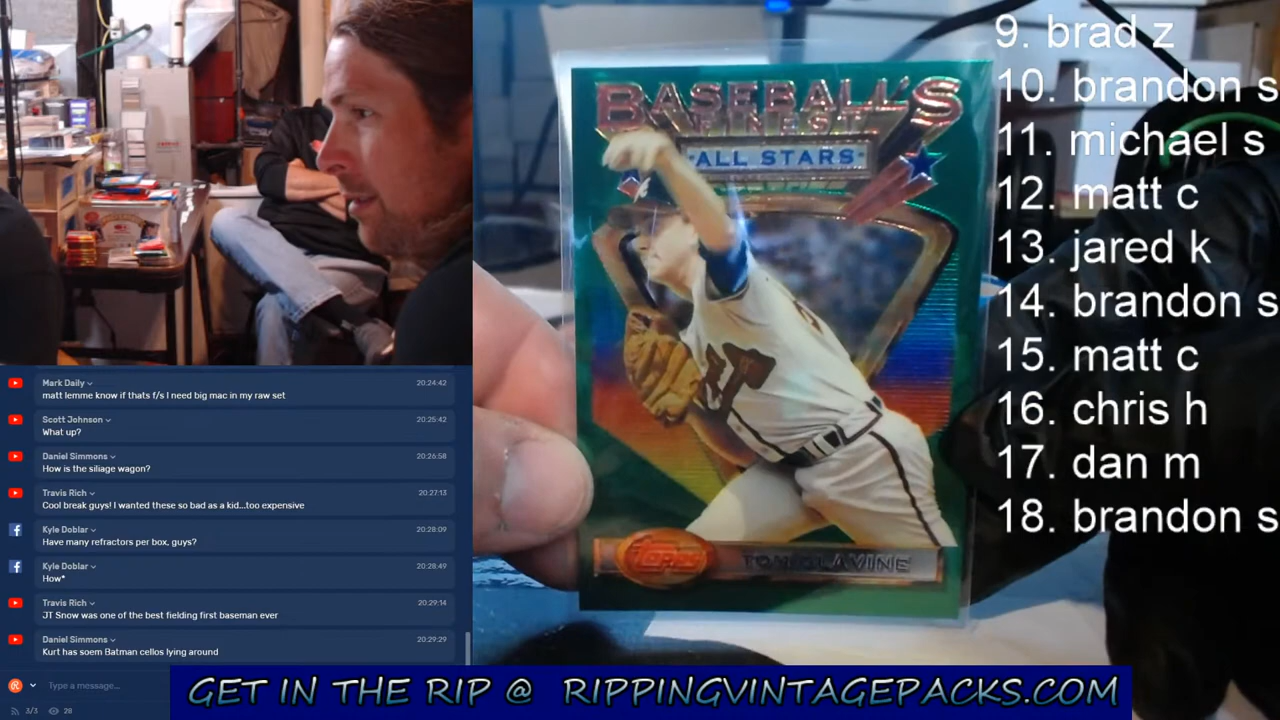 Mark Daily
20:24:42
matt lemme know if thats f/s I need big mac in my raw set
Scott Johnson
20:25:42
What up?
Daniel Simmons
20:26:58
How is the siliage wagon?
Travis Rich
20:27:13
Cool break guys! I wanted these so bad as a kid...too expensive
Kyle Doblar
20:28:09
Have many refractors per box, guys?
Kyle Doblar
20:28:49
How*
Travis Rich
20:29:14
JT Snow was one of the best fielding first baseman ever
Daniel Simmons
20:29:29
Kurt has soem Batman cellos lying around
Type a message...
3/3
28
BASEBALL'S
FINEST
ALL STARS
TOPPS
TOM GLAVINE
9. brad z
10. brandon s
11. michael s
12. matt c
13. jared k
14. brandon s
15. matt c
16. chris h
17. dan m
18. brandon s
GET IN THE RIP @ RIPPINGVINTAGEPACKS.COM